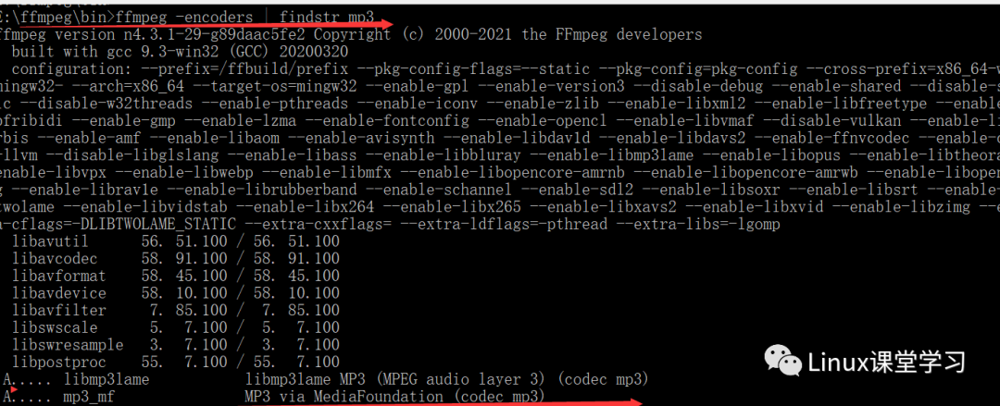 E:\ffmpeg\bin>ffmpeg -encoders | findstr mp3
ffmpeg version n4.3.1-29-g89daac5fe2 Copyright (c) 2000-2021 the FFmpeg developers
built with gcc 9.3-win32 (GCC) 20200320
configuration: --prefix=/ffbuild/prefix --pkg-config-flags=--static --pkg-config=pkg-config --cross-prefix=x86_64-w
mingw32- --arch=x86_64 --target-os=mingw32 --enable-gpl --enable-version3 --disable-debug --enable-shared --disable-s
ic --disable-w32threads --enable-pthreads --enable-iconv --enable-zlib --enable-libxml2 --enable-libfreetype --enable
ofribidi --enable-gmp --enable-lzma --enable-fontconfig --enable-opencl --enable-libvmaf --disable-vulkan --enable-li
rbis --enable-amf --enable-libaom --enable-avisynth --enable-libdav1d --enable-libdavs2 --enable-ffnvcodec --enable-c
-llvm --disable-libglslang --enable-libass --enable-libbluray --enable-libmp3lame --enable-libopus --enable-libtheora
enable-libvpx --enable-libwebp --enable-libmfx --enable-libopencore-amrnb --enable-libopencore-amrwb --enable-libopen
g --enable-librav1e --enable-librubberband --enable-schannel --enable-sdl2 --enable-libsoxr --enable-libsrt --enable-
twolame --enable-libvidstab --enable-libx264 --enable-libx265 --enable-libxavs2 --enable-libxvid --enable-libzimg --e
a-cflags=-DLIBTWOLAME_STATIC --extra-cxxflags= --extra-ldflags=-pthread --extra-libs=-lgomp
libavutil 56. 51.100 / 56. 51.100
libavcodec 58. 91.100 / 58. 91.100
libavformat 58. 45.100 / 58. 45.100
libavdevice 58. 10.100 / 58. 10.100
libavfilter 7. 85.100 / 7. 85.100
libswscale 5. 7.100 / 5. 7.100
libswresample 3. 7.100 / 3. 7.100
libpostproc 55. 7.100 / 55. 7.100
A..... libmp3lame libmp3lame MP3 (MPEG audio layer 3) (codec mp3)
A..... mp3_mf MP3 via MediaFoundation (codec mp3)
Linux课堂学习